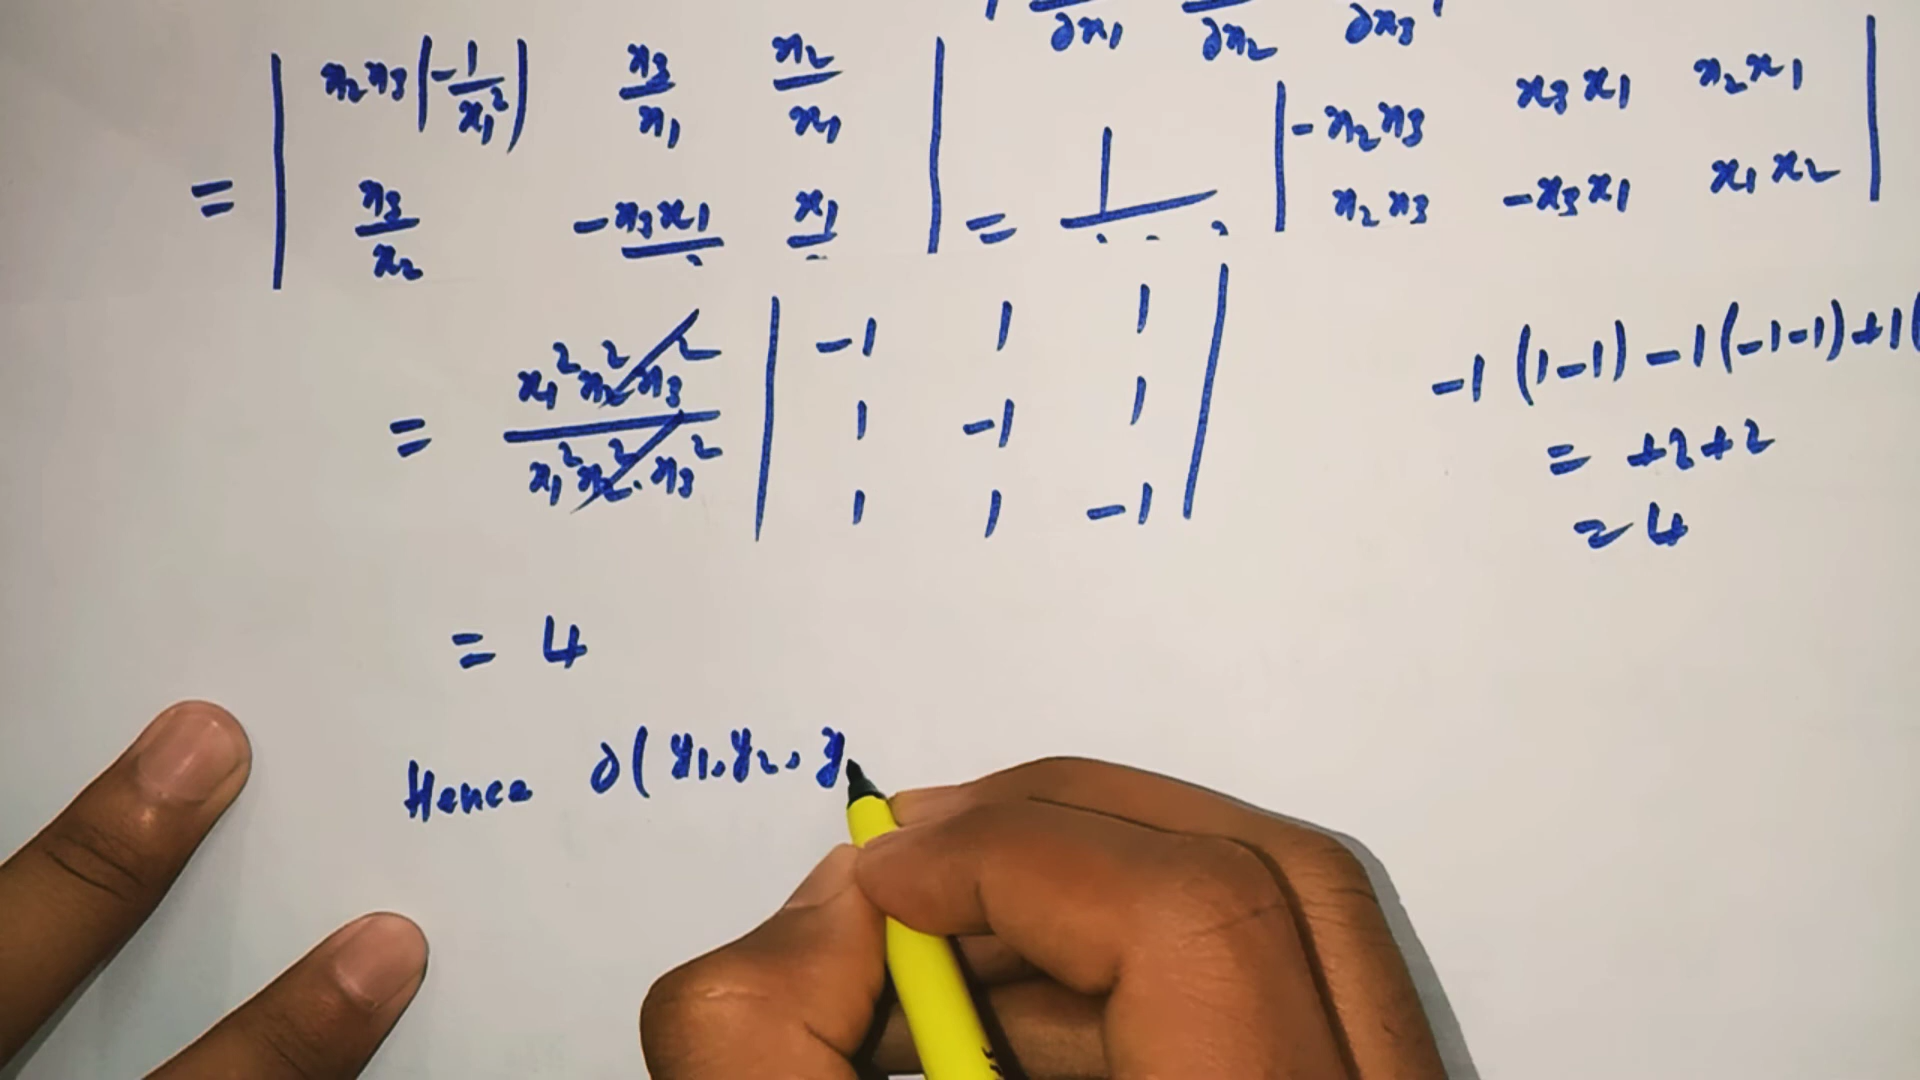 ∂x1 ∂x2 ∂x3
= | x2x3(-1/x1²) x3/x1 x2/x1 |
| x3/x2 -x3x1 x1 |
= 1 | -x2x3 x3x1 x2x1 |
| x2x3 -x3x1 x1x2 |
= x1²x2²x3² / x1²x2².x3² | -1 1 1 |
| 1 -1 1 |
| 1 1 -1 |
-1 (1-1) -1(-1-1)+1(
= +2+2
= 4
= 4
Hence ∂( y1, y2, y